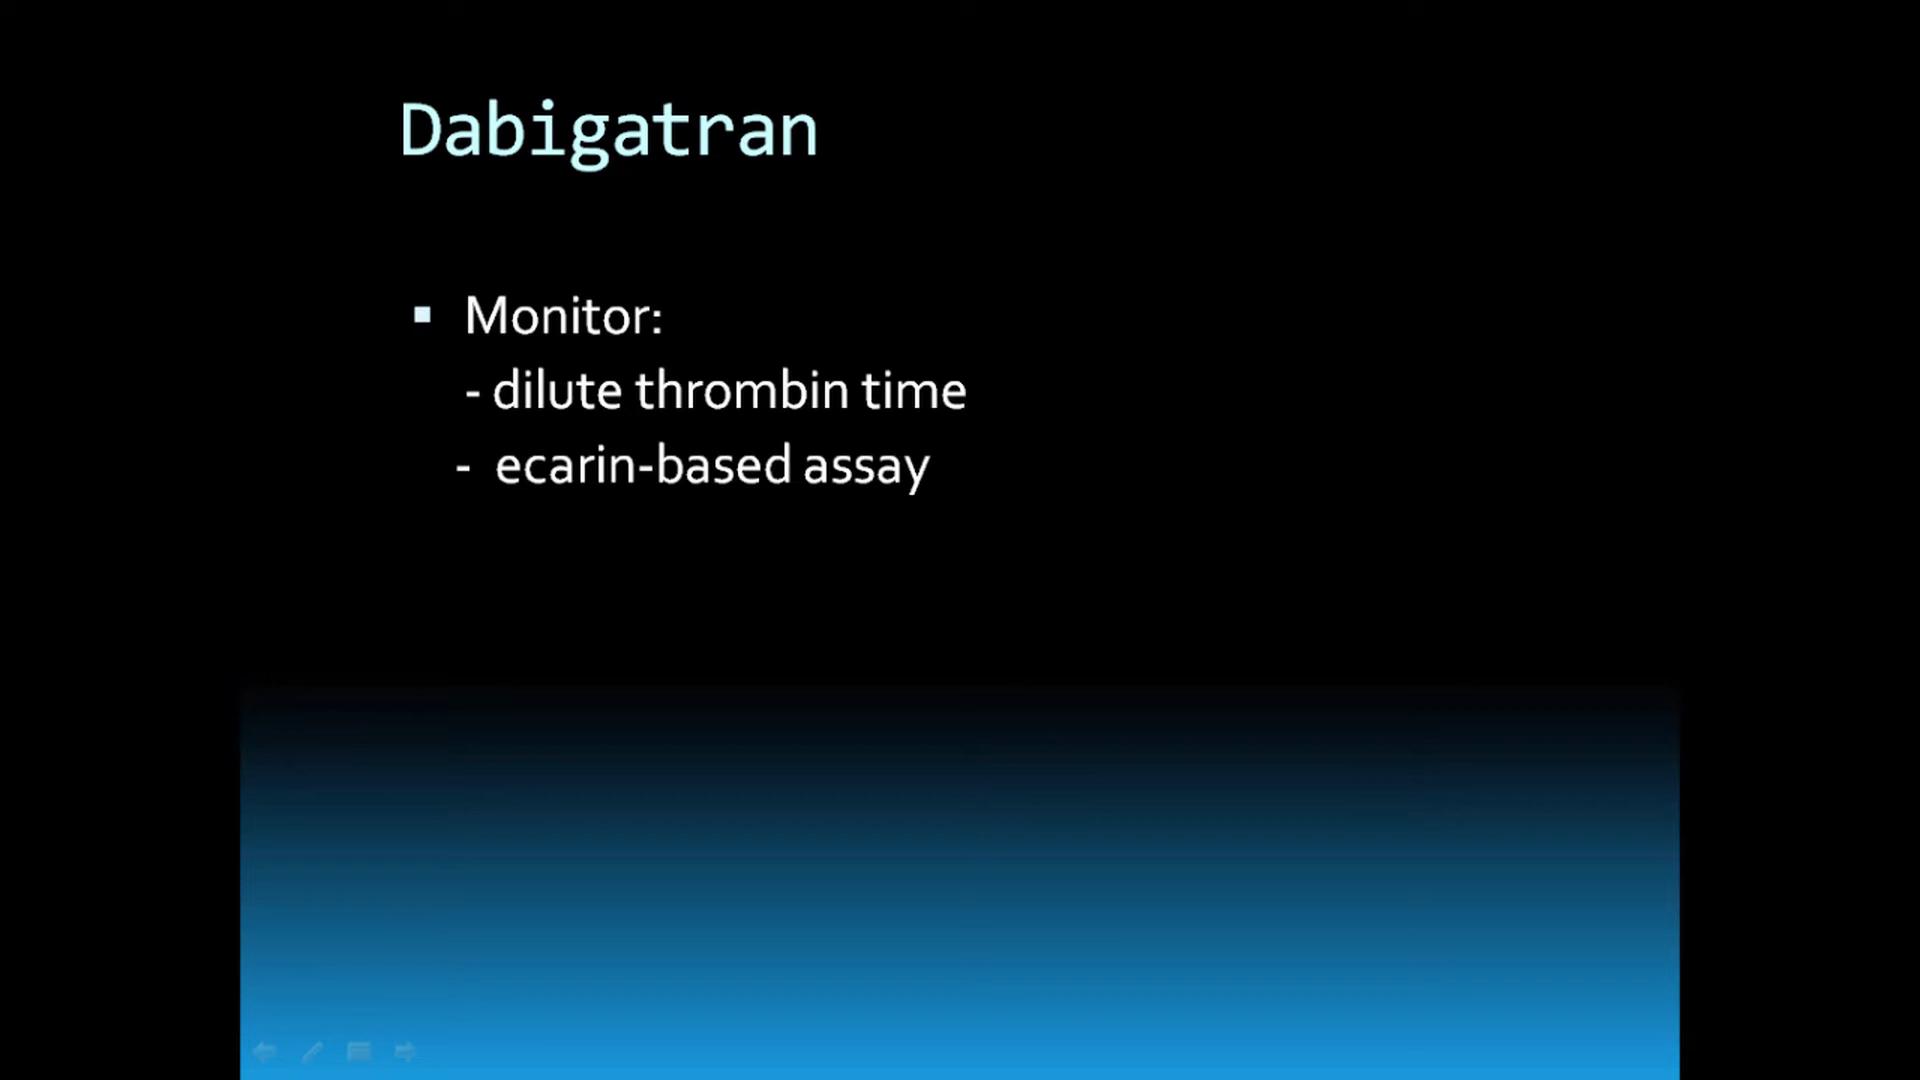 Dabigatran
▪ Monitor:
- dilute thrombin time
- ecarin-based assay